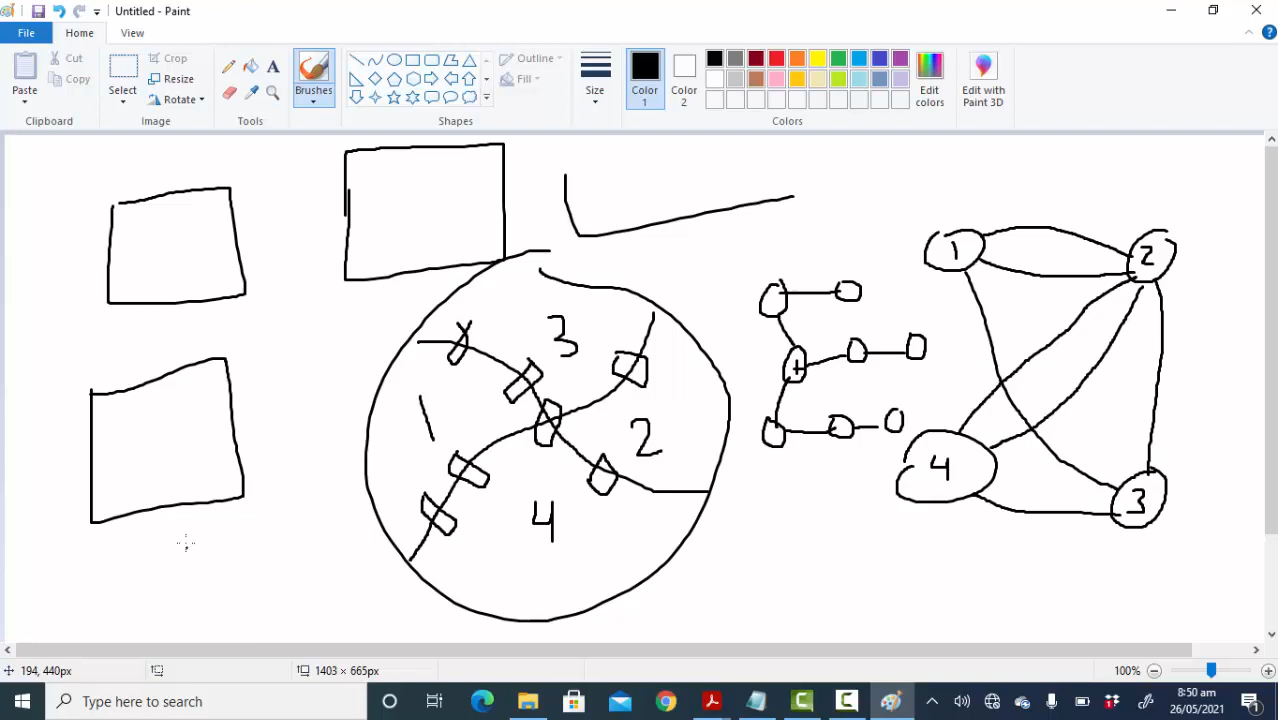 Untitled - Paint
File
Home
View
Paste
Cut
Copy
Clipboard
Select
Crop
Resize
Rotate
Image
A
Tools
Brushes
Shapes
Outline
Fill
Size
Color 1
Color 2
Edit colors
Colors
Edit with Paint 3D
1
2
3
4
3
2
4
1
194, 440px
1403 × 665px
100%
Type here to search
8:50 am
26/05/2021
1